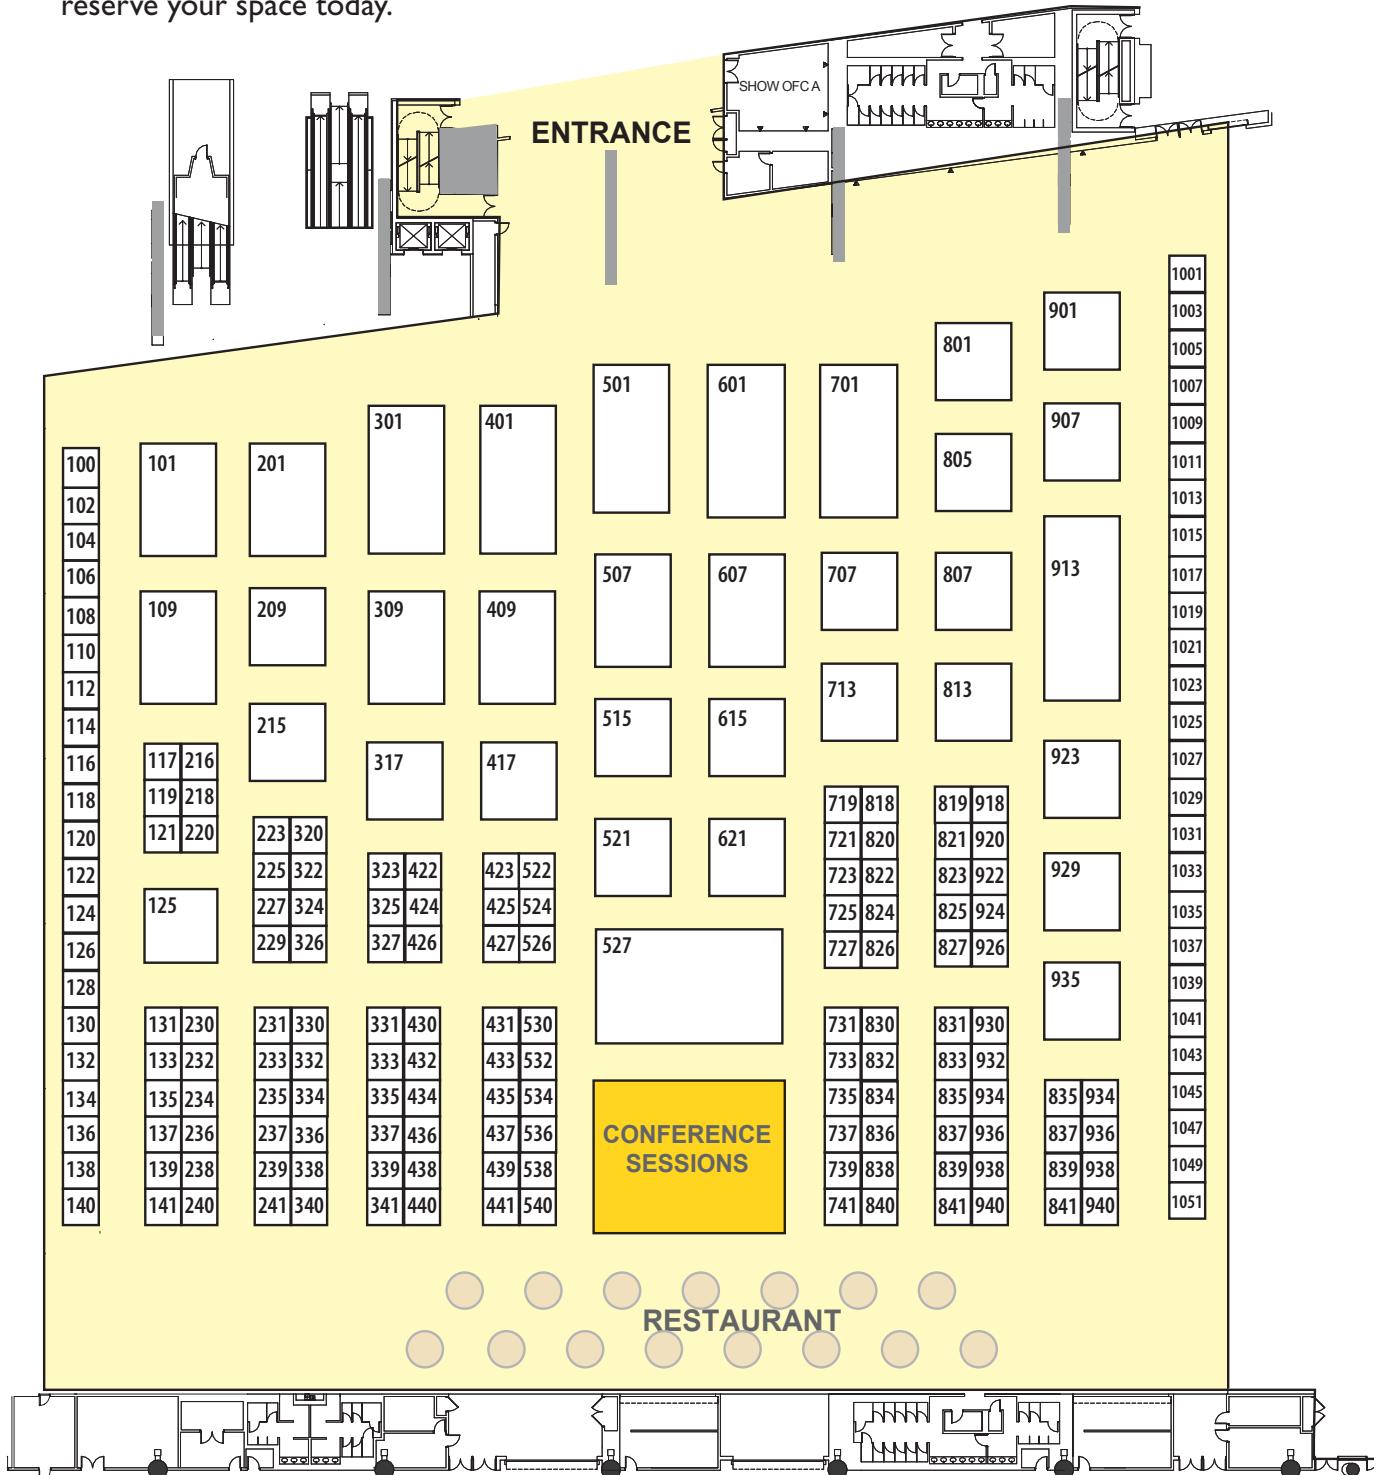 reserve your space today.
SHOW OFC A
ENTRANCE
1001
901 1003
801 1005
501 601 701 1007
301 401 907 1009
100 101 201 805 1011
102 1013
104 1015
106 507 607 707 807 913 1017
108 109 209 309 409 1019
110 1021
112 713 813 1023
114 215 515 615 1025
116 117 216 317 417 923 1027
118 119 218 719 818 819 918 1029
120 121 220 223 320 521 621 721 820 821 920 1031
122 225 322 323 422 423 522 723 822 823 922 929 1033
124 125 227 324 325 424 425 524 725 824 825 924 1035
126 229 326 327 426 427 526 527 727 826 827 926 1037
128 935 1039
130 131 230 231 330 331 430 431 530 731 830 831 930 1041
132 133 232 233 332 333 432 433 532 733 832 833 932 1043
134 135 234 235 334 335 434 435 534 735 834 835 934 835 934 1045
136 137 236 237 336 337 436 437 536 CONFERENCE 737 836 837 936 837 936 1047
138 139 238 239 338 339 438 439 538 SESSIONS 739 838 839 938 839 938 1049
140 141 240 241 340 341 440 441 540 741 840 841 940 841 940 1051
RESTAURANT